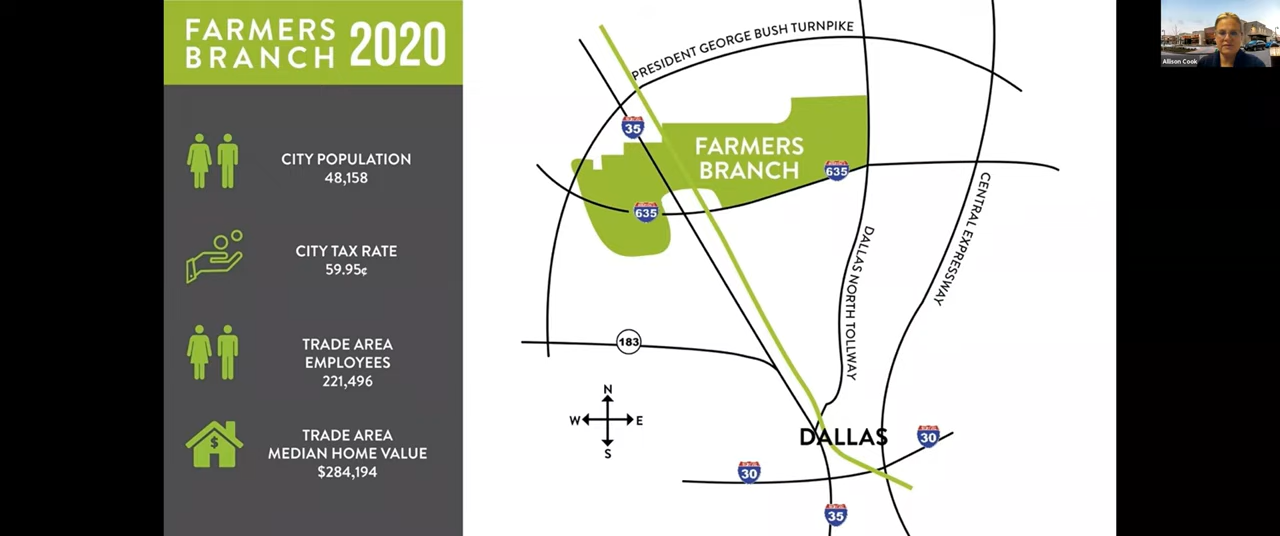 FARMERS
BRANCH 2020
CITY POPULATION
48,158
CITY TAX RATE
59.95¢
TRADE AREA
EMPLOYEES
221,496
TRADE AREA
MEDIAN HOME VALUE
$284,194
$
PRESIDENT GEORGE BUSH TURNPIKE
35
FARMERS
BRANCH
635
635
CENTRAL EXPRESSWAY
DALLAS NORTH TOLLWAY
183
N
W E
S
DALLAS
30
30
35
Allison Cook